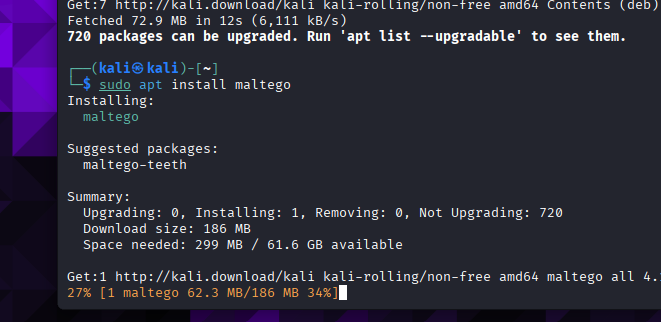 Get:7 http://kali.download/kali kali-rolling/non-free amd64 Contents (deb)
Fetched 72.9 MB in 12s (6,111 kB/s)
720 packages can be upgraded. Run 'apt list --upgradable' to see them.
┌──(kali㉿kali)-[~]
└─$ sudo apt install maltego
Installing:
  maltego
Suggested packages:
  maltego-teeth
Summary:
  Upgrading: 0, Installing: 1, Removing: 0, Not Upgrading: 720
  Download size: 186 MB
  Space needed: 299 MB / 61.6 GB available
Get:1 http://kali.download/kali kali-rolling/non-free amd64 maltego all 4.
27% [1 maltego 62.3 MB/186 MB 34%]